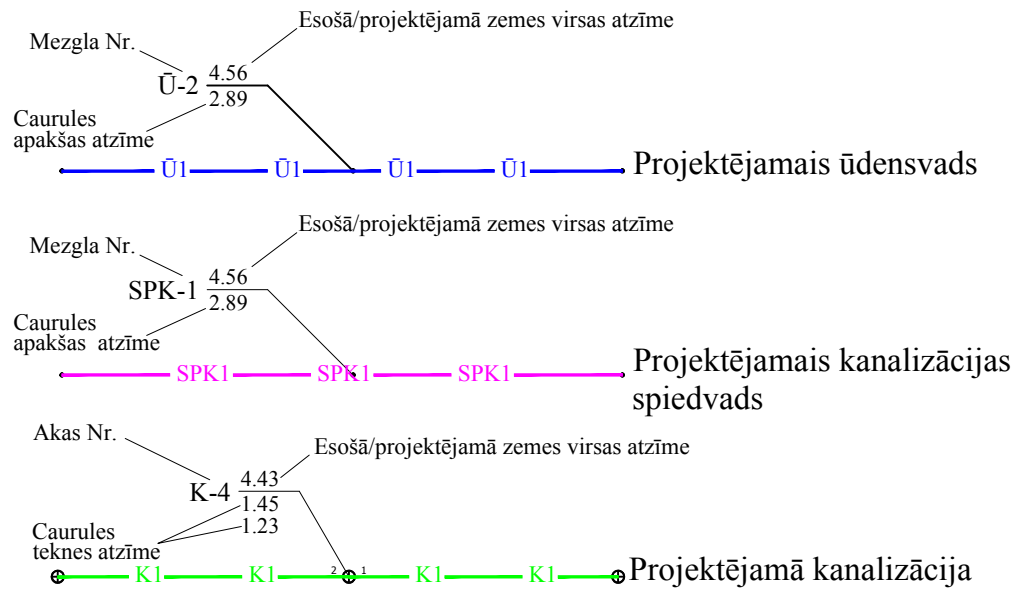 Esošā/projektējamā zemes virsas atzīme
Mezgla Nr.
Ū-2
4.56
2.89
Caurules
apakšas atzīme
Ū1 Ū1 Ū1 Ū1
Projektējamais ūdensvads
Esošā/projektējamā zemes virsas atzīme
Mezgla Nr.
SPK-1
4.56
2.89
Caurules
apakšas atzīme
SPK1 SPK1 SPK1
Projektējamais kanalizācijas
spiedvads
Akas Nr.
Esošā/projektējamā zemes virsas atzīme
K-4
4.43
1.45
1.23
Caurules
teknes atzīme
K1 K1 2 1 K1 K1
Projektējamā kanalizācija